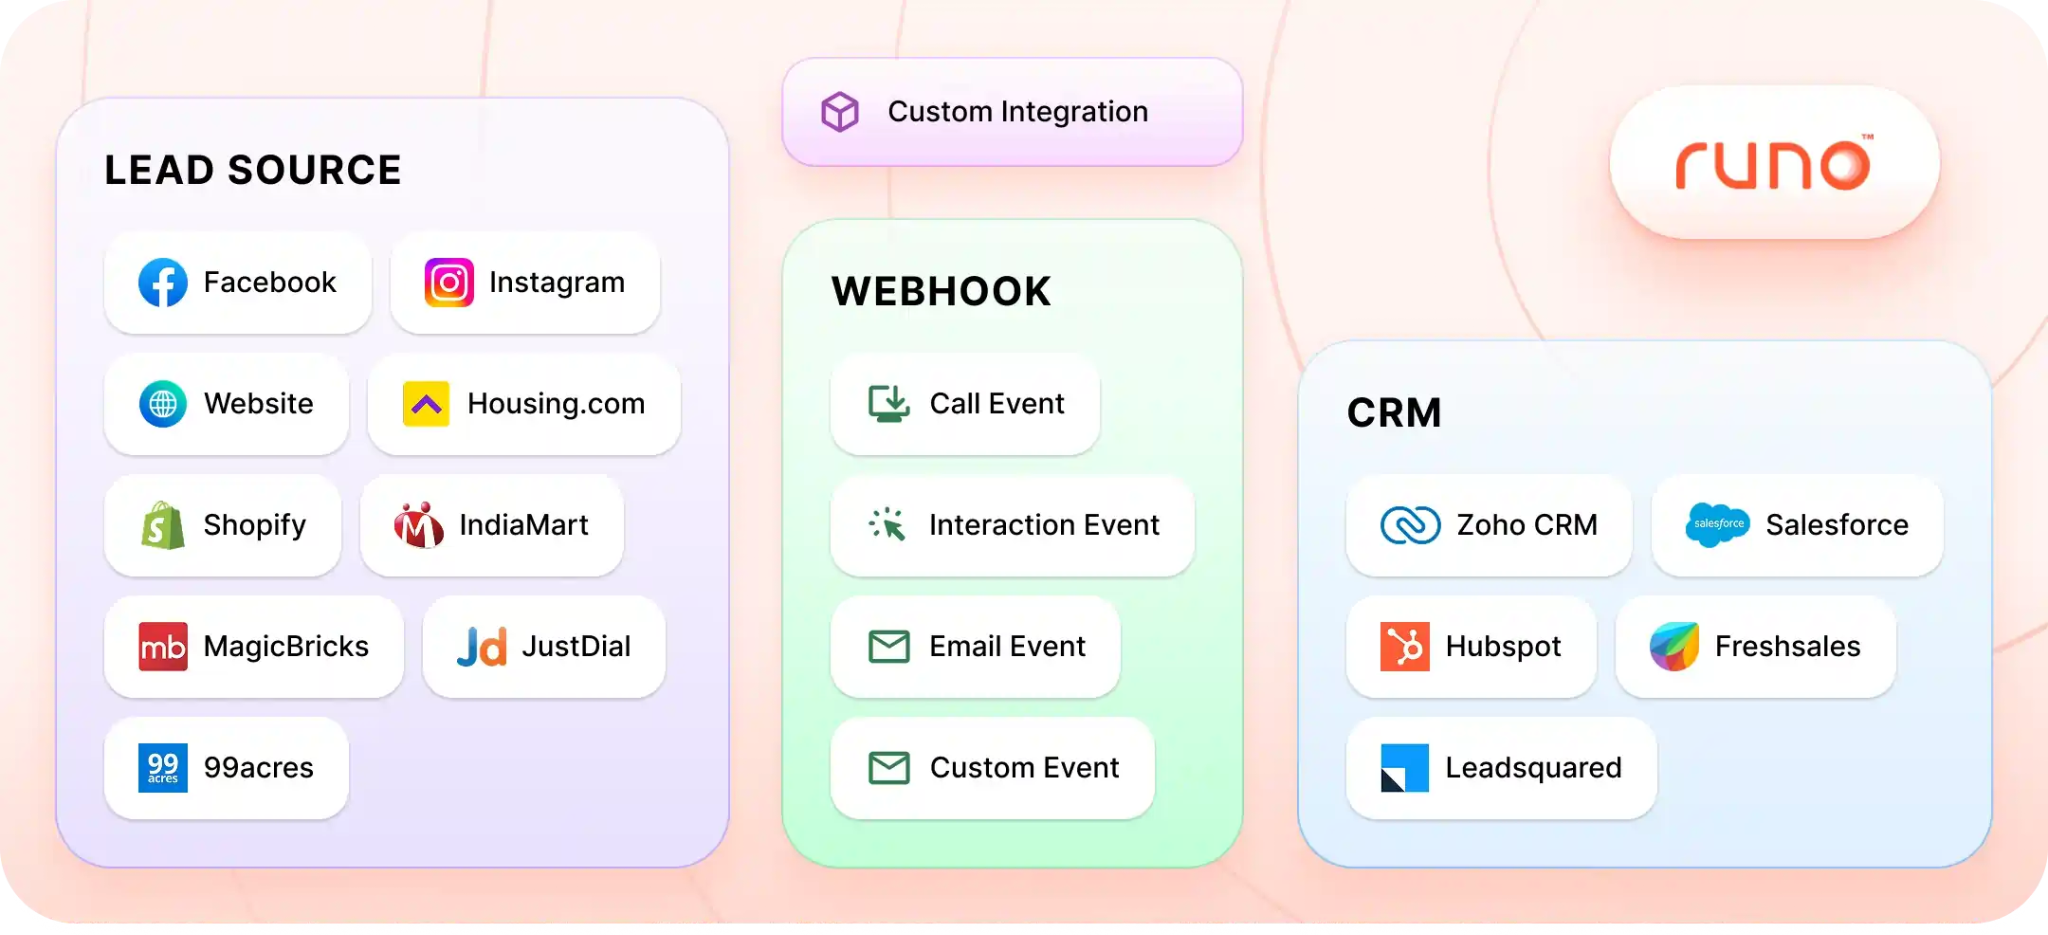 LEAD SOURCE
Facebook
Instagram
Website
Housing.com
Shopify
M
IndiaMart
mb
MagicBricks
Jd
JustDial
99
acres
99acres
Custom Integration
WEBHOOK
Call Event
Interaction Event
Email Event
Custom Event
runo™
CRM
Zoho CRM
salesforce
Salesforce
Hubspot
Freshsales
Leadsquared